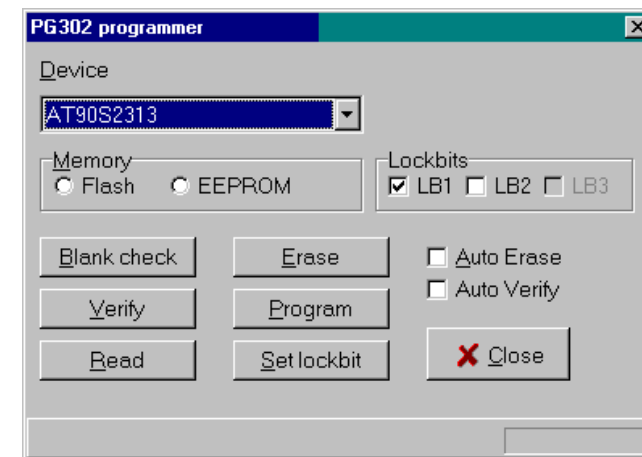 PG302 programmer
Device
AT90S2313
Memory
Flash EEPROM
Lockbits
LB1 LB2 LB3
Blank check Erase Auto Erase
Auto Verify
Verify Program
Read Set lockbit Close